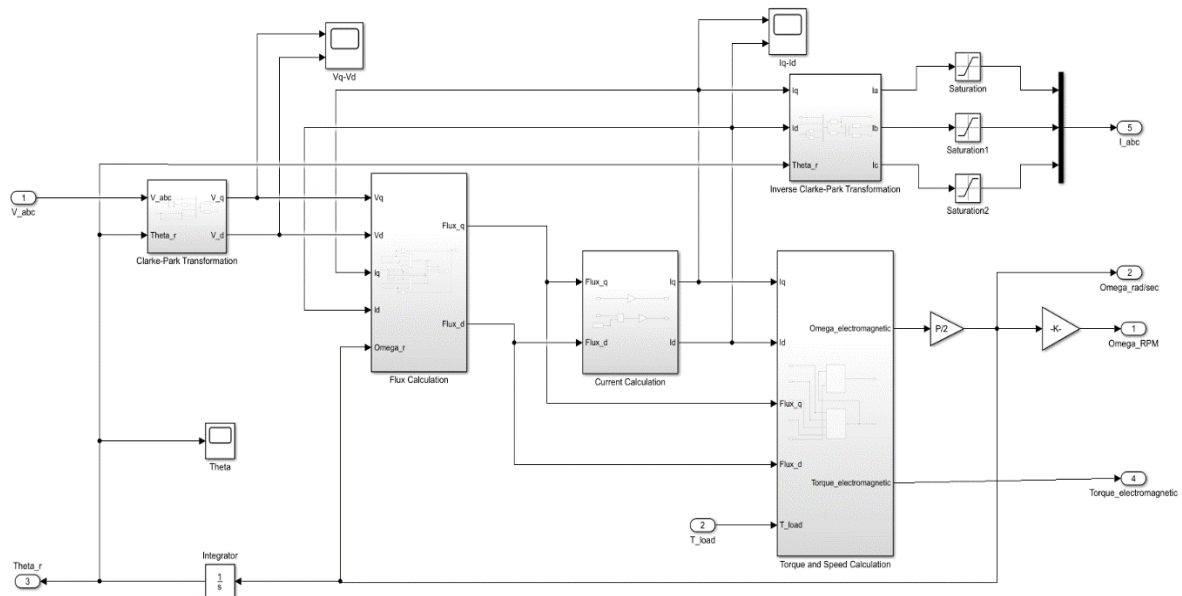 Vq-Vd
Iq-Id
Iq
Id
Theta_r
Ia
Ib
Ic
Inverse Clarke-Park Transformation
Saturation
Saturation1
Saturation2
5
I_abc
1
V_abc
V_abc
Theta_r
V_q
V_d
Clarke-Park Transformation
Vq
Vd
Iq
Id
Omega_r
Flux_q
Flux_d
Flux Calculation
Flux_q
Flux_d
Iq
Id
Current Calculation
Iq
Id
Flux_q
Flux_d
T_load
Omega_electromagnetic
Torque_electromagnetic
Torque and Speed Calculation
P/2
-K-
2
Omega_rad/sec
1
Omega_RPM
4
Torque_electromagnetic
2
T_load
Theta
Integrator
1
s
Theta_r
3